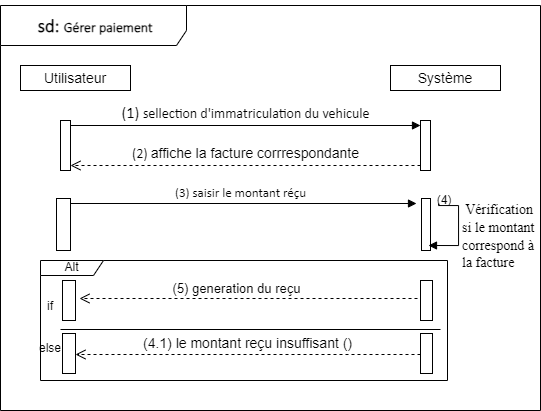 sd: Gérer paiement
Utilisateur
Système
(1) sellection d'immatriculation du vehicule
(2) affiche la facture corrrespondante
(3) saisir le montant réçu
(4)
Vérification
si le montant
correspond à
la facture
Alt
(5) generation du reçu
if
(4.1) le montant reçu insuffisant ()
else